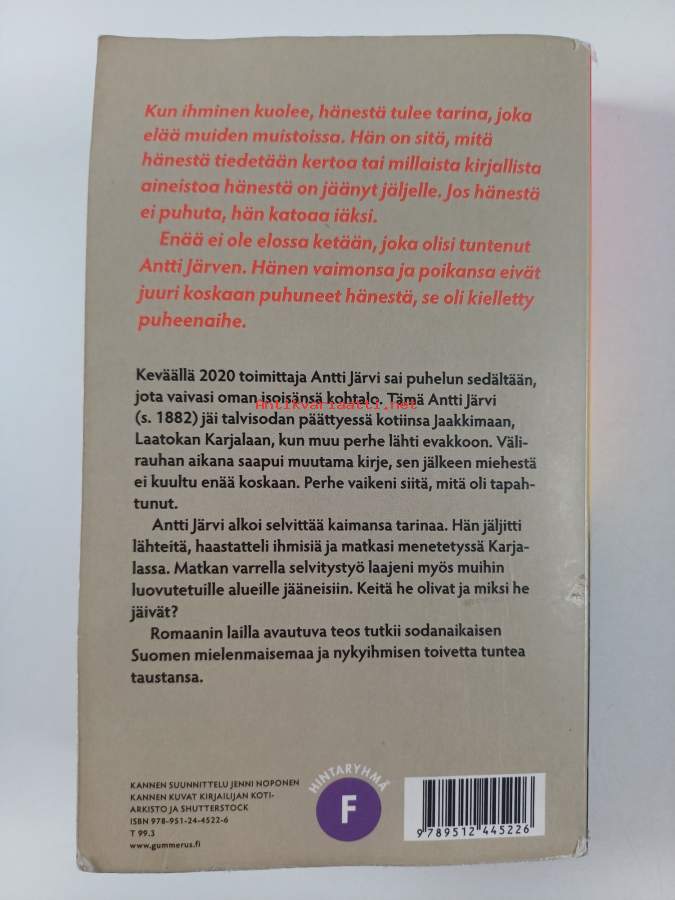 Kun ihminen kuolee, hänestä tulee tarina, joka
elää muiden muistoissa. Hän on sitä, mitä
hänestä tiedetään kertoa tai millaista kirjallista
aineistoa hänestä on jäänyt jäljelle. Jos hänestä
ei puhuta, hän katoaa iäksi.
Enää ei ole elossa ketään, joka olisi tuntenut
Antti Järven. Hänen vaimonsa ja poikansa eivät
juuri koskaan puhuneet hänestä, se oli kielletty
puheenaihe.
Keväällä 2020 toimittaja Antti Järvi sai puhelun sedältään,
jota vaivasi oman isoisänsä kohtalo. Tämä Antti Järvi
Antikvariaatti.net
(s. 1882) jäi talvisodan päättyessä kotiinsa Jaakkimaan,
Laatokan Karjalaan, kun muu perhe lähti evakkoon. Väli-
rauhan aikana saapui muutama kirje, sen jälkeen miehestä
ei kuultu enää koskaan. Perhe vaikeni siitä, mitä oli tapah-
tunut.
Antti Järvi alkoi selvittää kaimansa tarinaa. Hän jäljitti
lähteitä, haastatteli ihmisiä ja matkasi menetetyssä Karja-
lassa. Matkan varrella selvitystyö laajeni myös muihin
luovutetuille alueille jääneisiin. Keitä he olivat ja miksi he
jäivät?
Romaanin lailla avautuva teos tutkii sodanaikaisen
Suomen mielenmaisemaa ja nykyihmisen toivetta tuntea
taustansa.
KANNEN SUUNNITTELU JENNI NOPONEN
KANNEN KUVAT KIRJAILIJAN KOTI-
ARKISTO JA SHUTTERSTOCK
ISBN 978-951-24-4522-6
T 99.3
www.gummerus.fi
HINTARYHMÄ
F
9 789512 445226